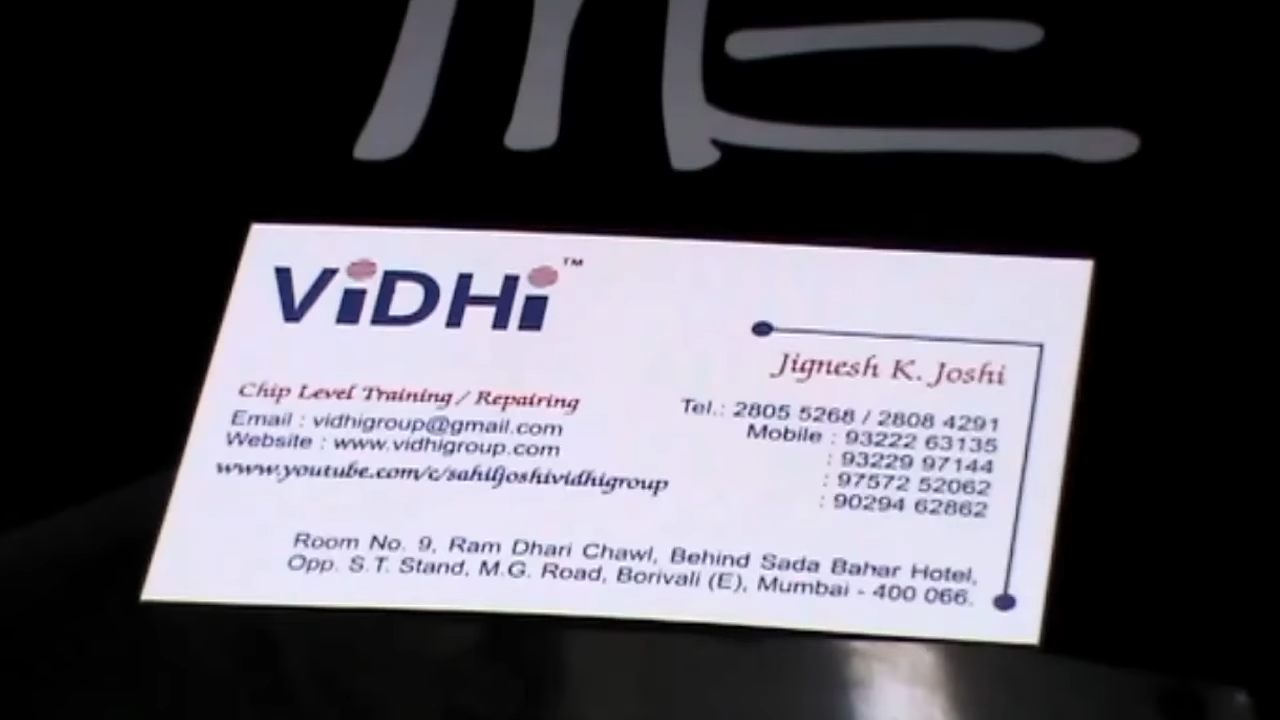 ViDHi™
Jignesh K. Joshi
Chip Level Training / Repairing
Email : vidhigroup@gmail.com
Website : www.vidhigroup.com
www.youtube.com/c/sahiljoshividhigroup
Tel.: 2805 5268 / 2808 4291
Mobile : 93222 63135
: 93229 97144
: 97572 52062
: 90294 62862
Room No. 9, Ram Dhari Chawl, Behind Sada Bahar Hotel,
Opp. S.T. Stand, M.G. Road, Borivali (E), Mumbai - 400 066.